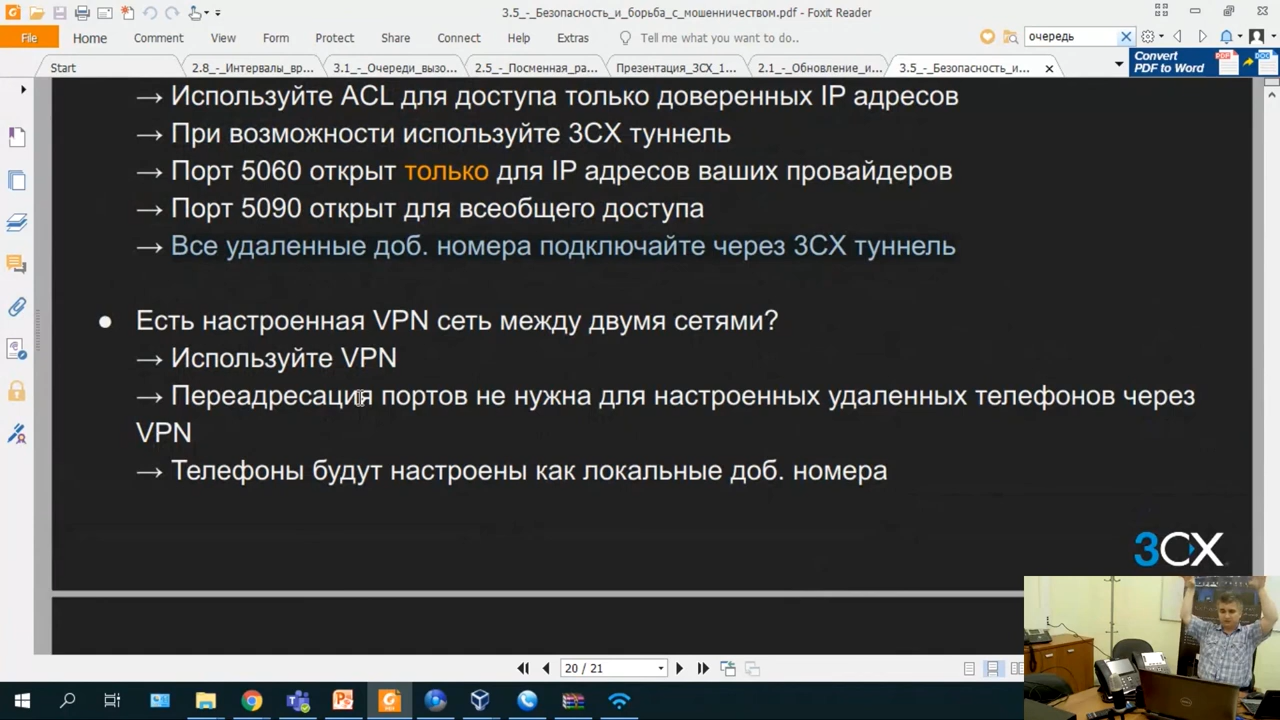 3.5_-_Безопасность_и_борьба_с_мошенничеством.pdf - Foxit Reader
File Home Comment View Form Protect Share Connect Help Extras Tell me what you want to do.. очередь
Start 2.8_-_Интервалы_вр... 3.1_-_Очереди_вызо... 2.5_-_Поименная_ра... Презентация_3CX_1... 2.1_-_Обновление_и... 3.5_-_Безопасность_и...
Convert
PDF to Word
→ Используйте ACL для доступа только доверенных IP адресов
→ При возможности используйте 3CX туннель
→ Порт 5060 открыт только для IP адресов ваших провайдеров
→ Порт 5090 открыт для всеобщего доступа
→ Все удаленные доб. номера подключайте через 3CX туннель
● Есть настроенная VPN сеть между двумя сетями?
→ Используйте VPN
→ Переадресация портов не нужна для настроенных удаленных телефонов через
VPN
→ Телефоны будут настроены как локальные доб. номера
3CX
20 / 21